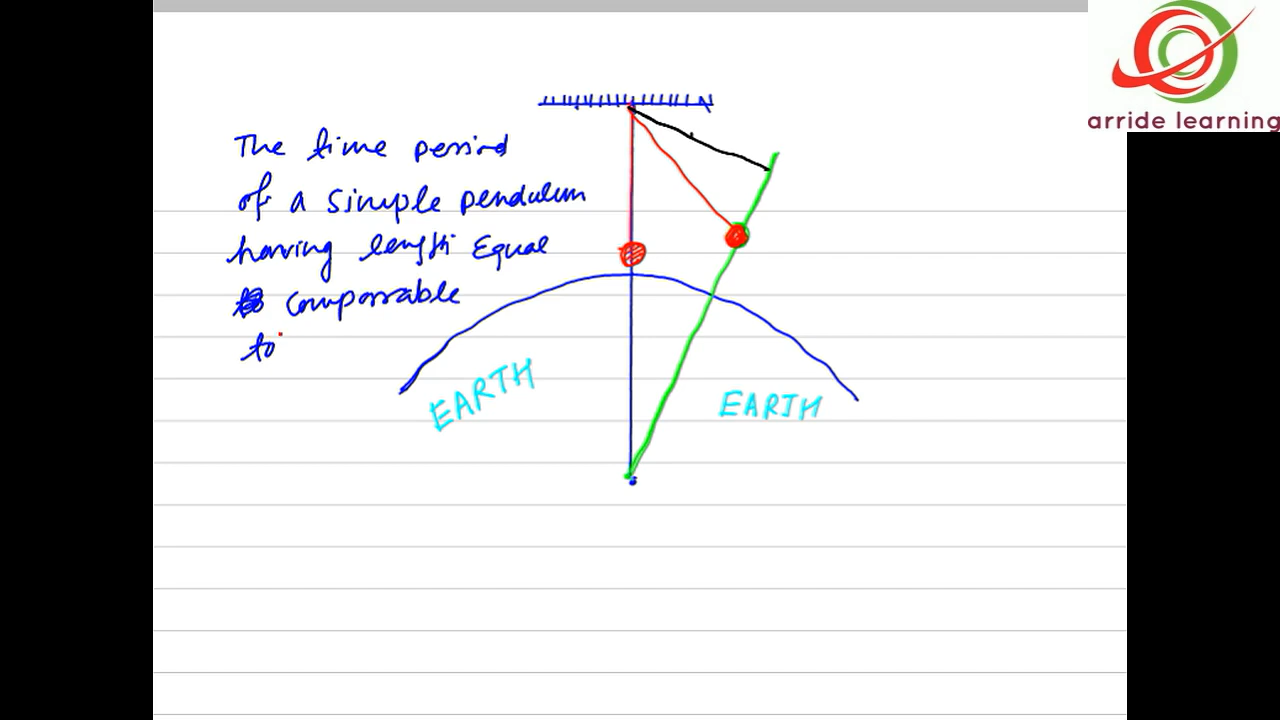 arride learning
The time period
of a simple pendulum
having length Equal
comparable
to
EARTH
EARTH